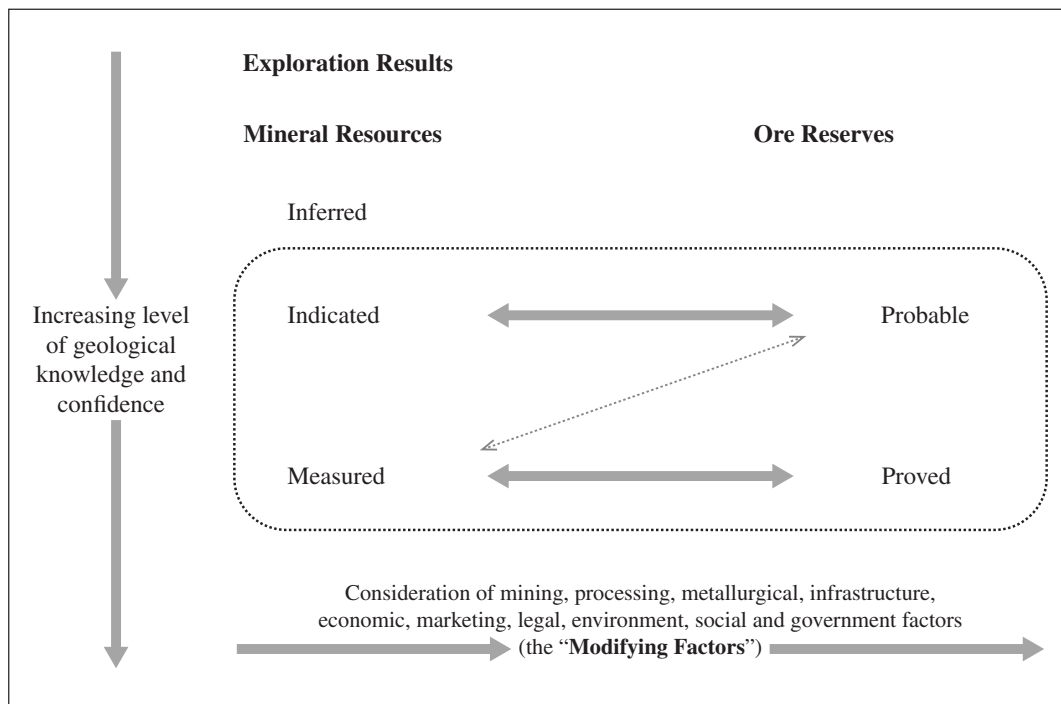 Exploration Results
Mineral Resources
Ore Reserves
Inferred
Increasing level
of geological
knowledge and
confidence
Indicated
Probable
Measured
Proved
Consideration of mining, processing, metallurgical, infrastructure,
economic, marketing, legal, environment, social and government factors
(the “Modifying Factors”)